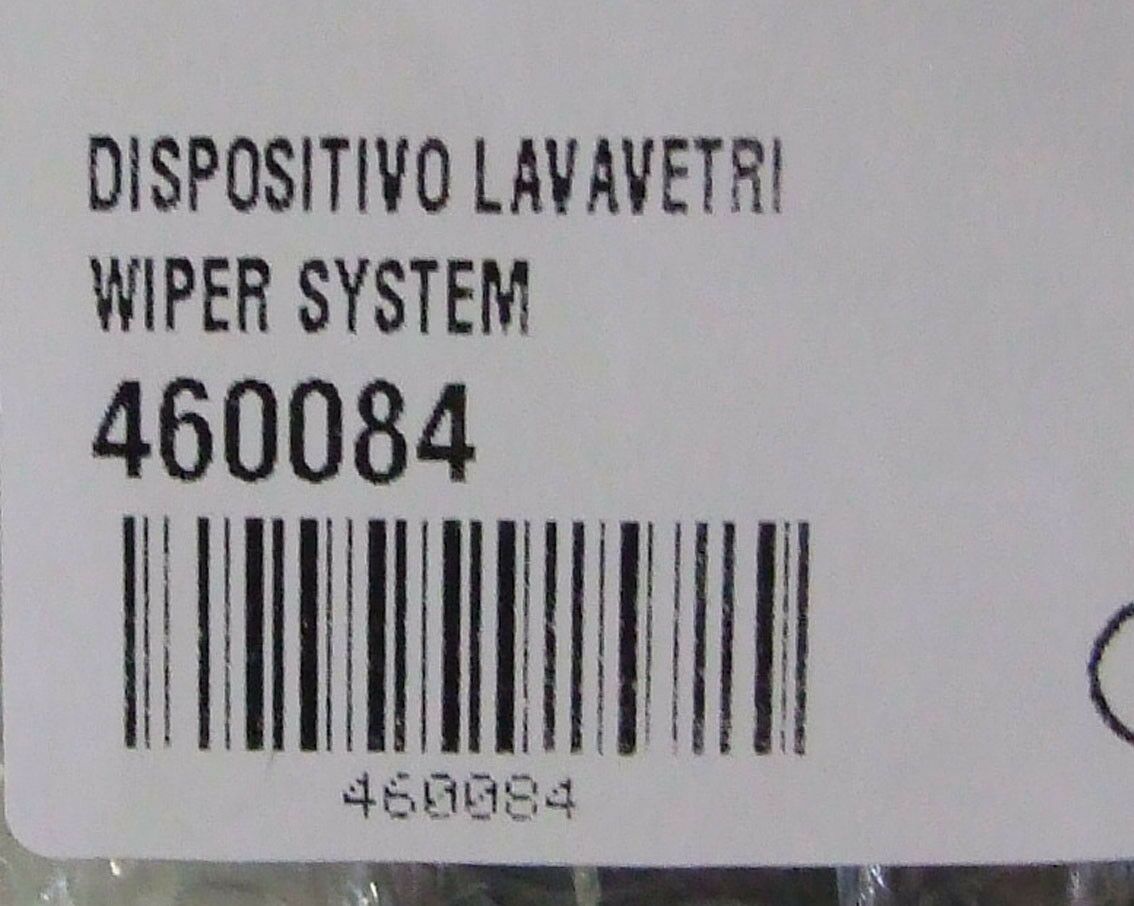 DISPOSITIVO LAVAVETRI
WIPER SYSTEM
460084
460084